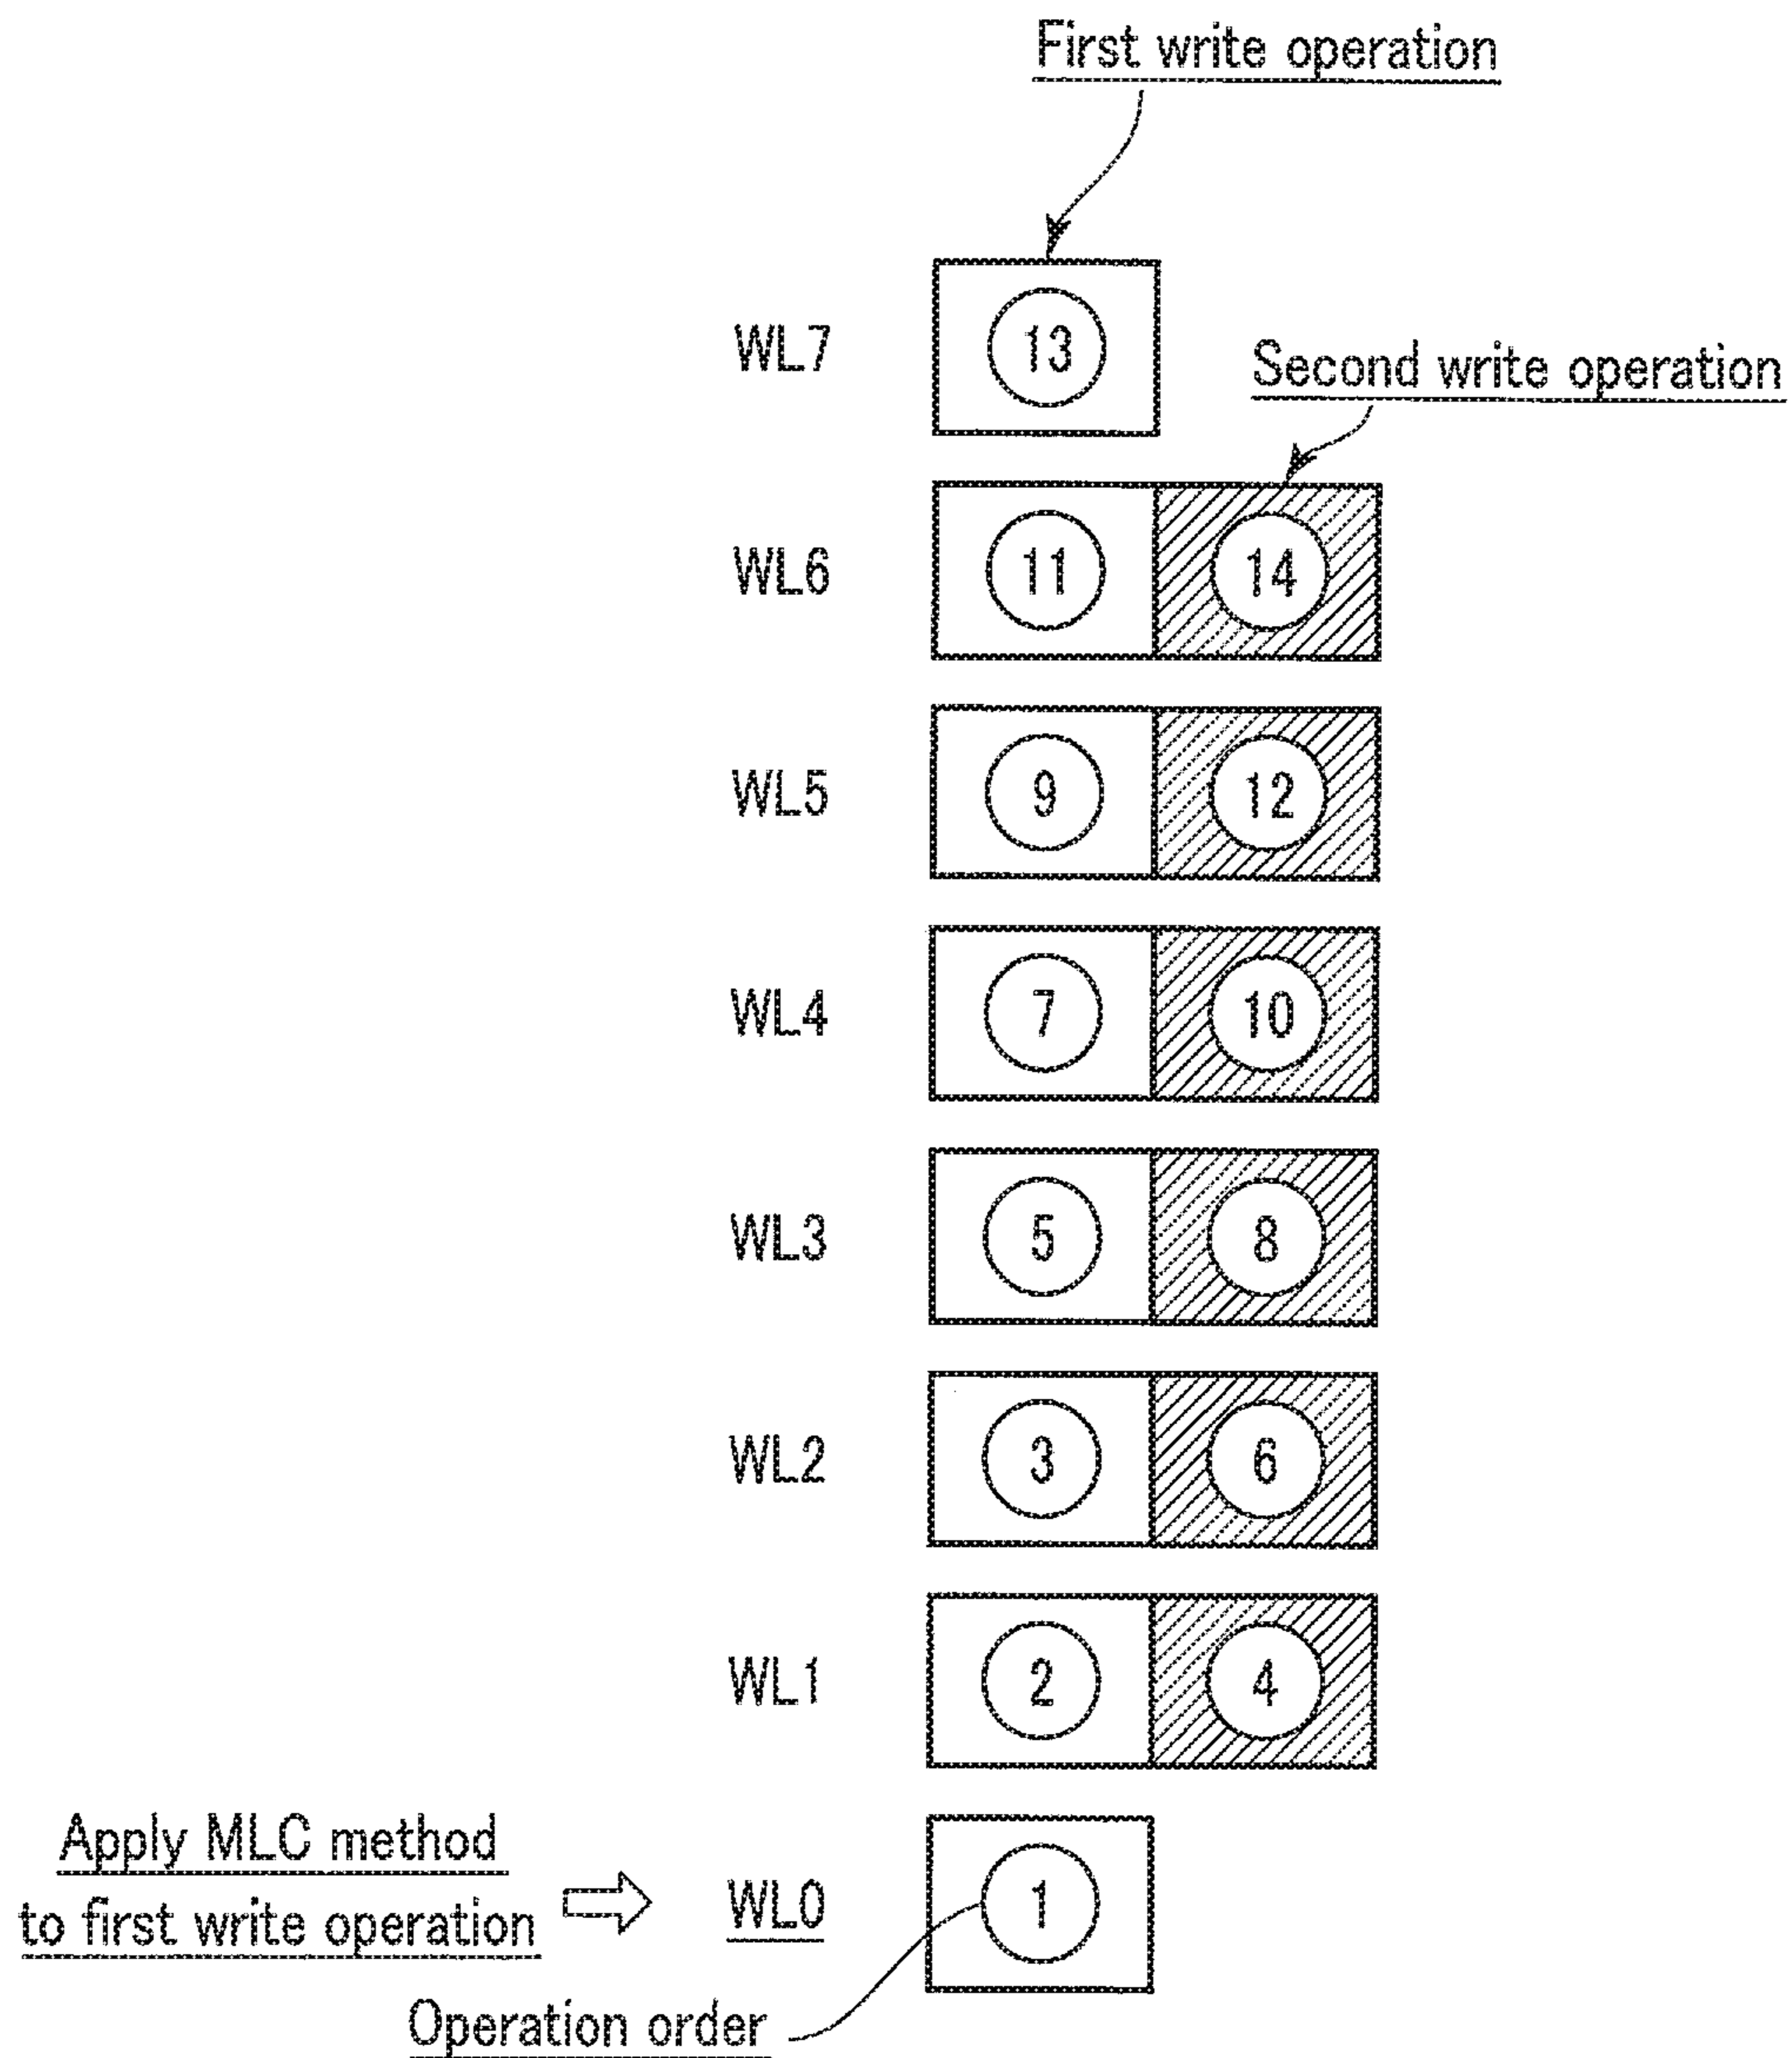 First write operation
WL7 13
Second write operation
WL6 11 14
WL5 9 12
WL4 7 10
WL3 5 8
WL2 3 6
WL1 2 4
Apply MLC method
to first write operation
WL0 1
Operation order